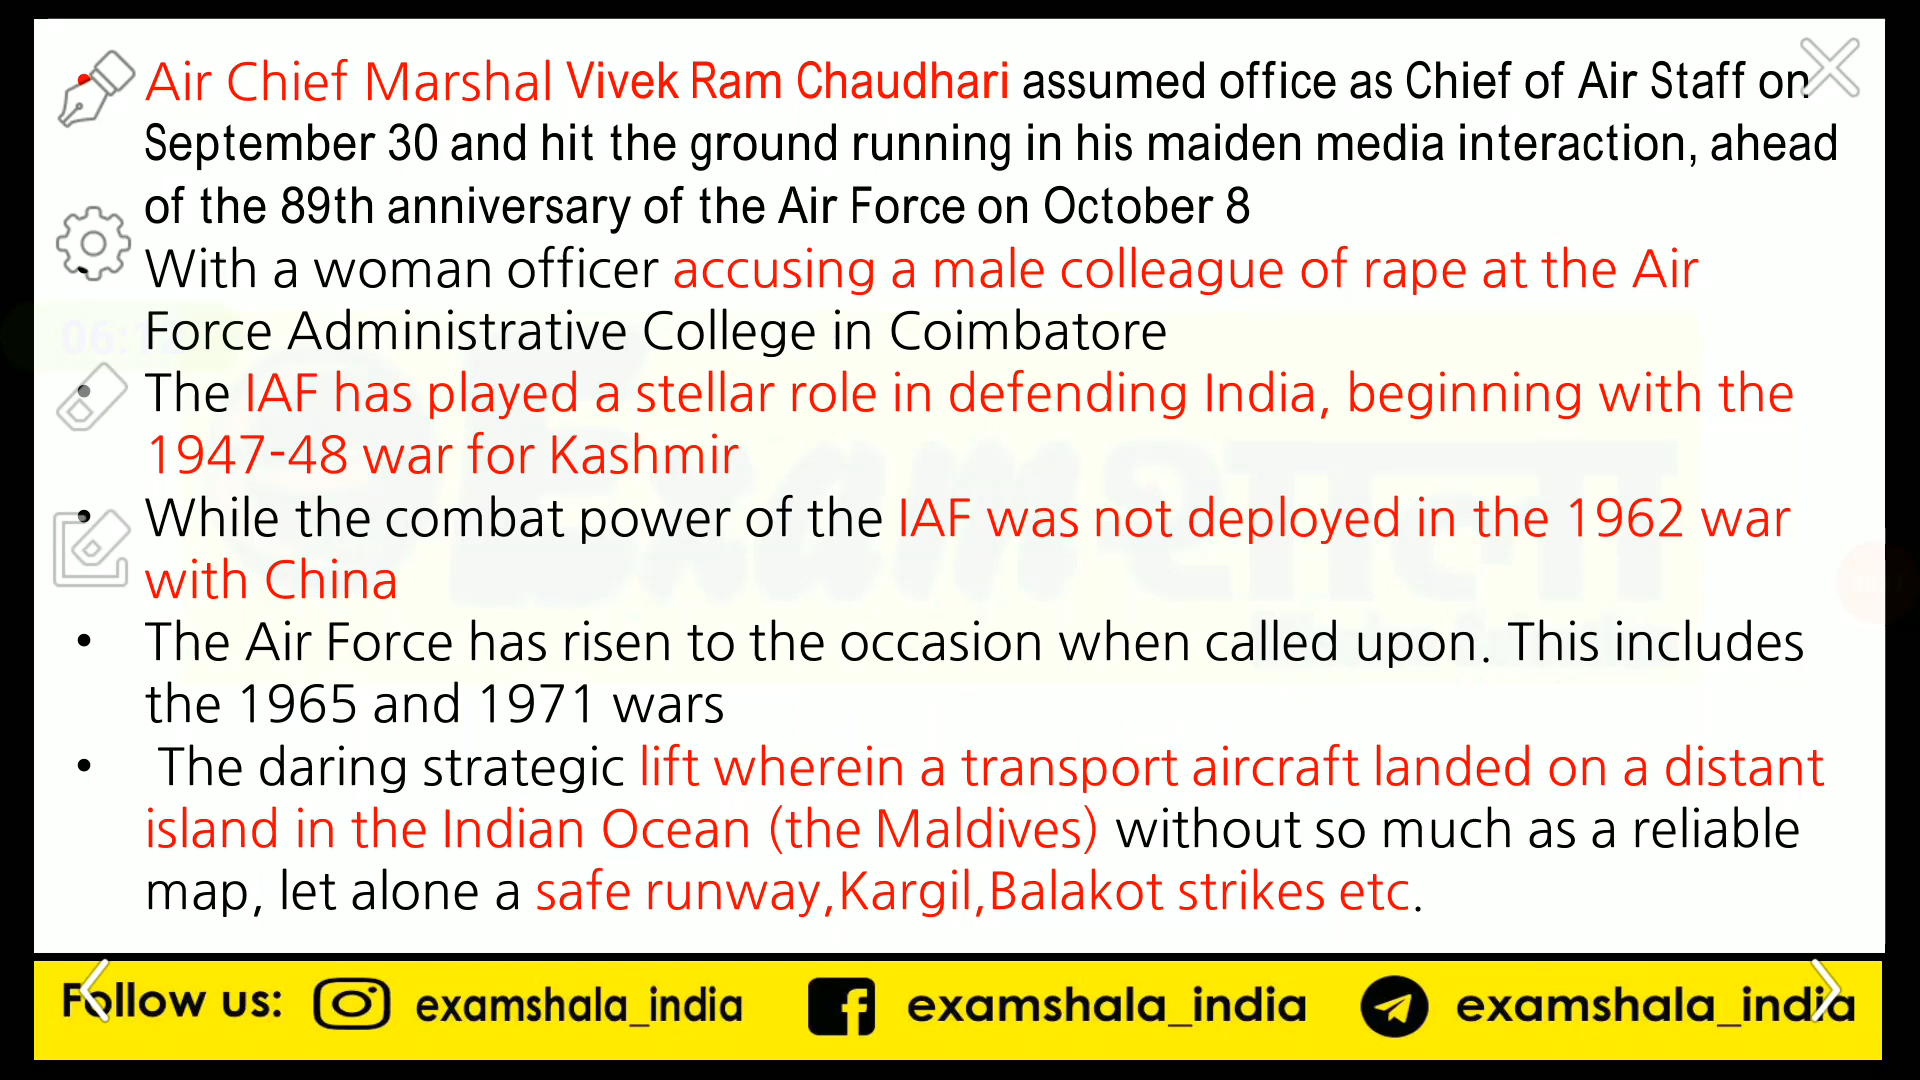 • Air Chief Marshal Vivek Ram Chaudhari assumed office as Chief of Air Staff on
September 30 and hit the ground running in his maiden media interaction, ahead
of the 89th anniversary of the Air Force on October 8
• With a woman officer accusing a male colleague of rape at the Air
Force Administrative College in Coimbatore
• The IAF has played a stellar role in defending India, beginning with the
1947-48 war for Kashmir
• While the combat power of the IAF was not deployed in the 1962 war
with China
• The Air Force has risen to the occasion when called upon. This includes
the 1965 and 1971 wars
• The daring strategic lift wherein a transport aircraft landed on a distant
island in the Indian Ocean (the Maldives) without so much as a reliable
map, let alone a safe runway,Kargil,Balakot strikes etc.
Examशाला
Follow us: examshala_india examshala_india examshala_india